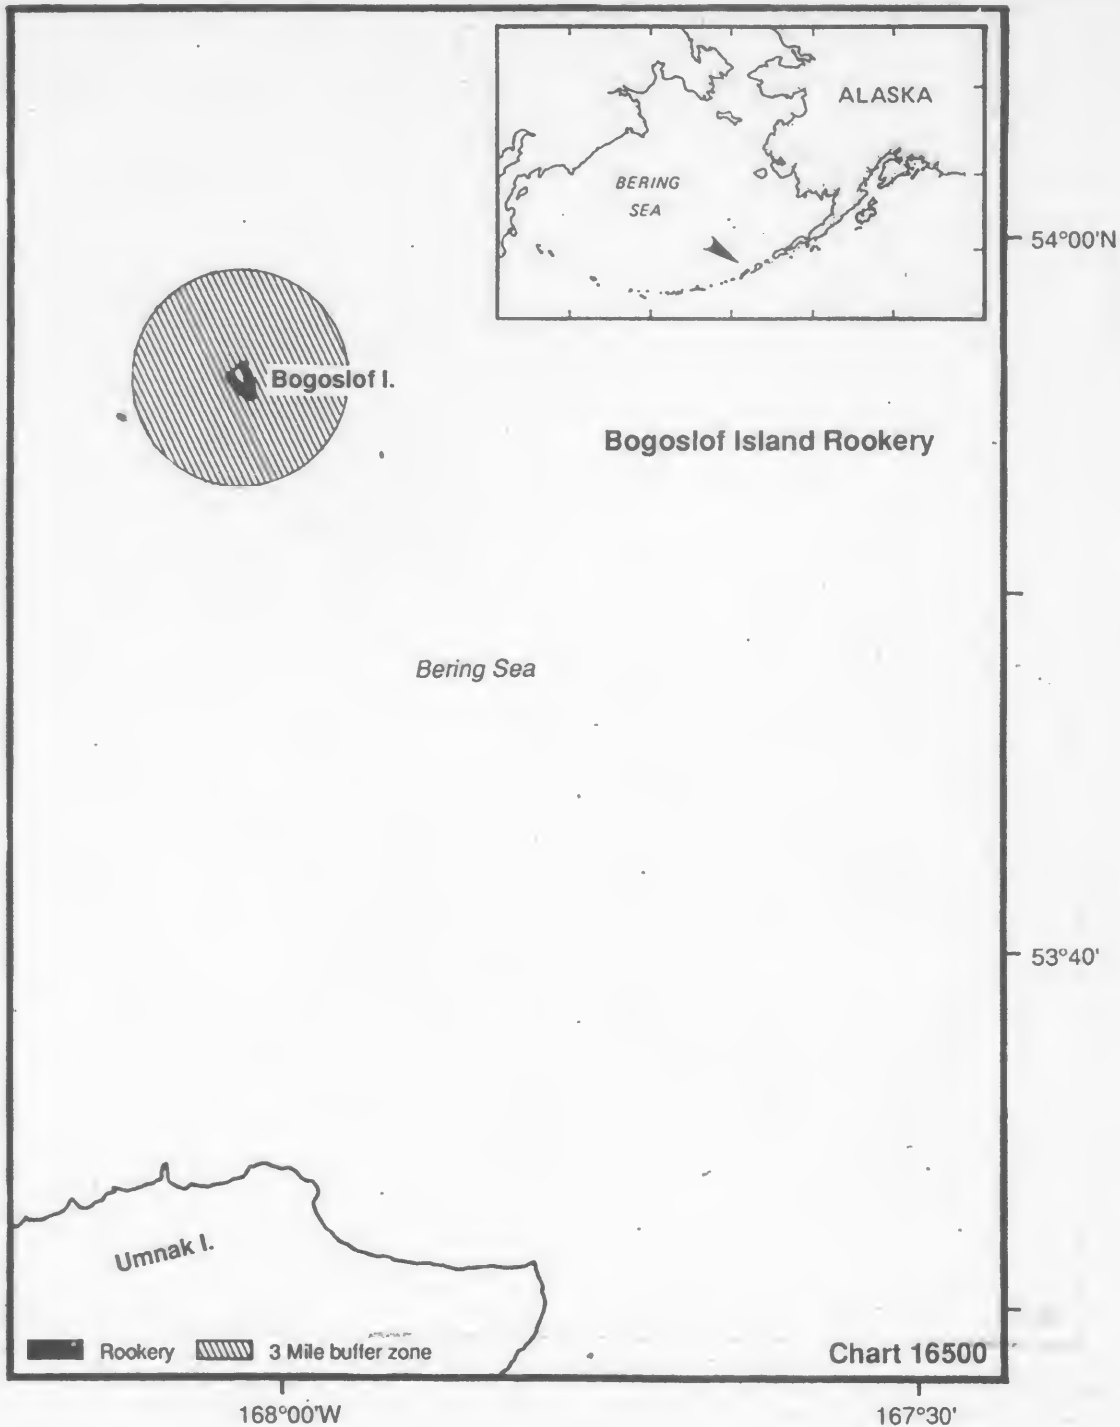 ALASKA
BERING
SEA
54°00'N
Bogoslof I.
Bogoslof Island Rookery
Bering Sea
53°40'
Umnak I.
Rookery
3 Mile buffer zone
Chart 16500
168°00'W
167°30'